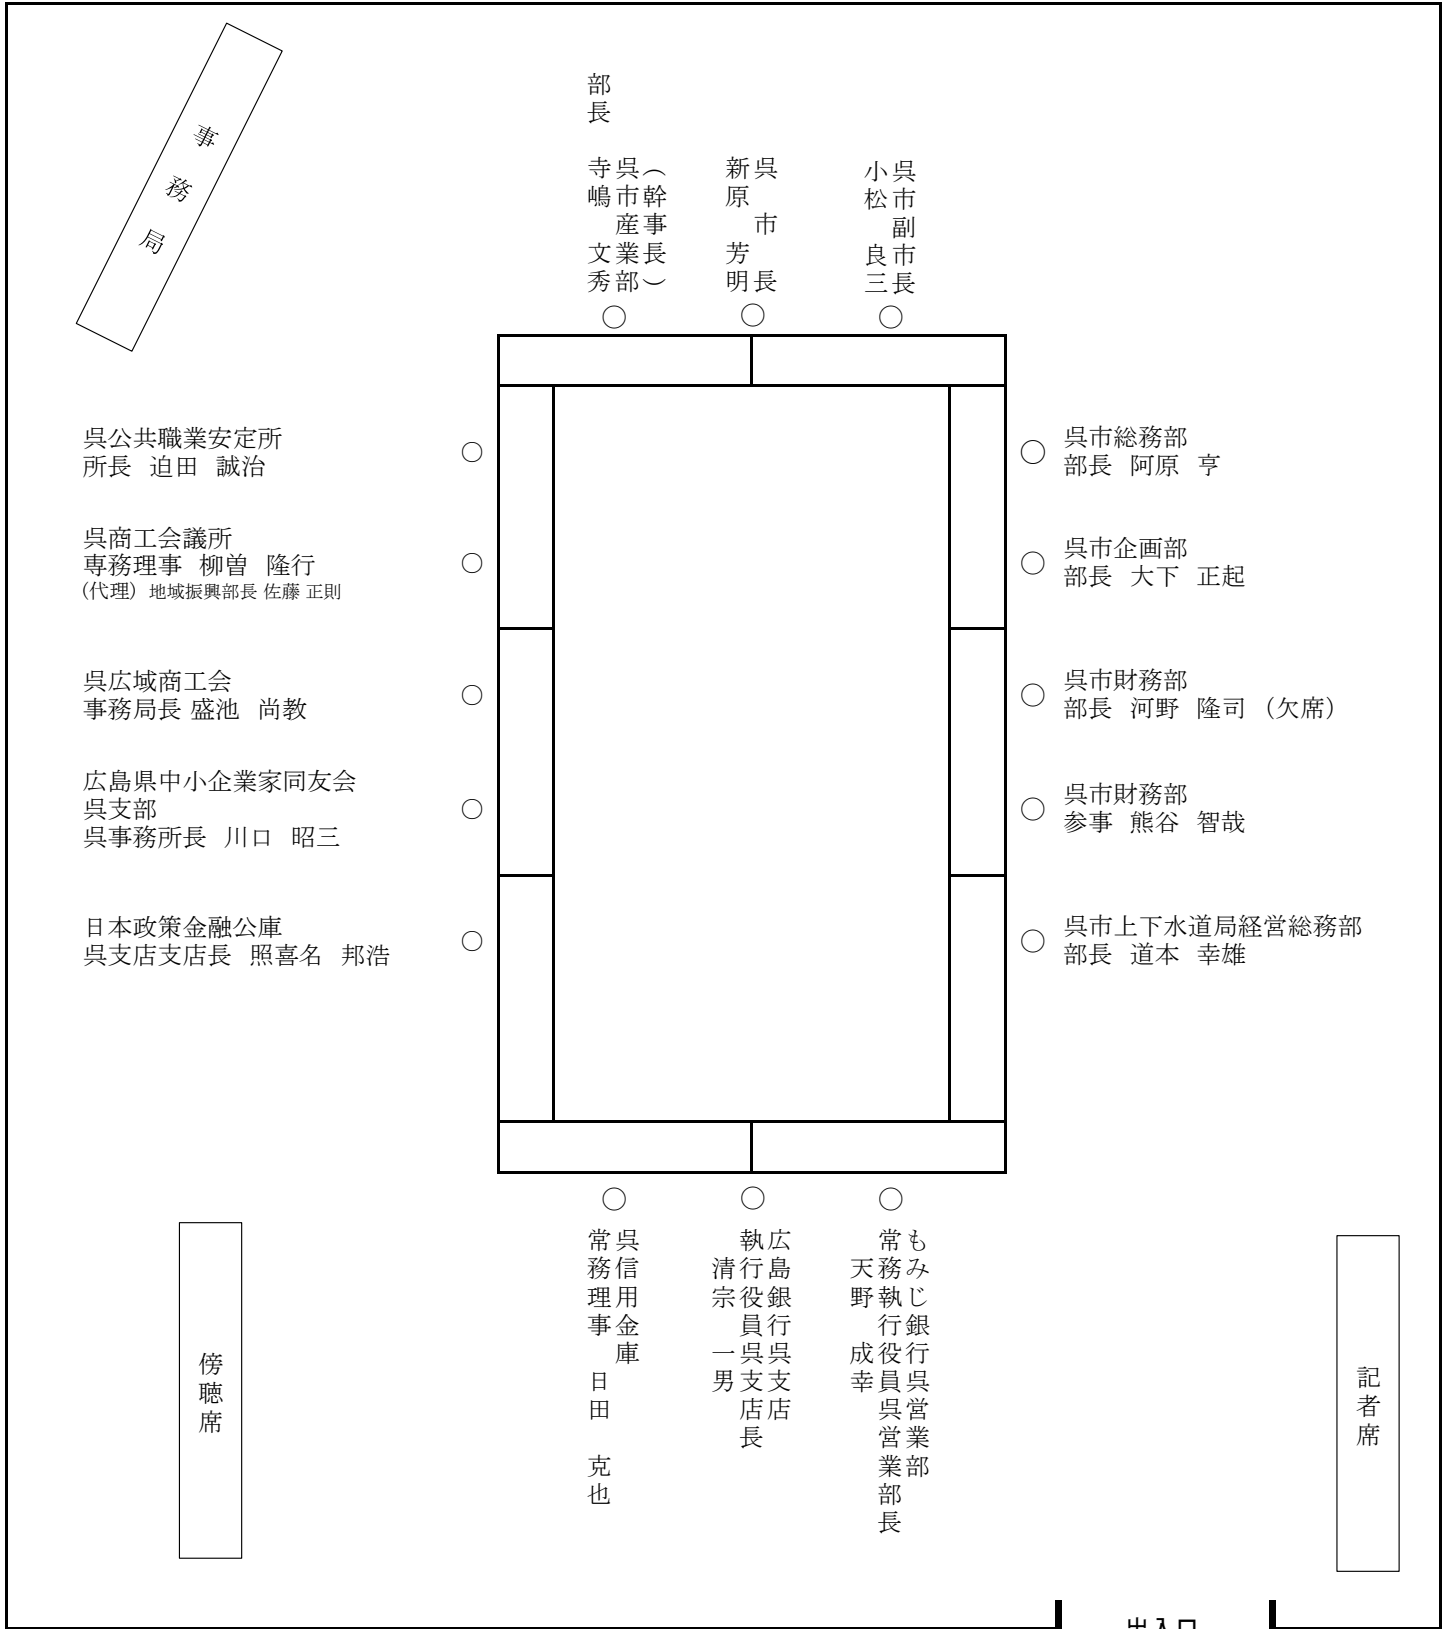 事務局
(幹事長)
呉市産業部
部長 寺嶋 文秀
呉市長
新原 芳明
呉市副市長
小松 良三
呉公共職業安定所
所長 迫田 誠治
呉商工会議所
専務理事 柳曽 隆行
(代理) 地域振興部長 佐藤 正則
呉広域商工会
事務局長 盛池 尚教
広島県中小企業家同友会
呉支部
呉事務所長 川口 昭三
日本政策金融公庫
呉支店支店長 照喜名 邦浩
呉市総務部
部長 阿原 亨
呉市企画部
部長 大下 正起
呉市財務部
部長 河野 隆司 (欠席)
呉市財務部
参事 熊谷 智哉
呉市上下水道局経営総務部
部長 道本 幸雄
呉信用金庫
常務理事 日田 克也
広島銀行呉支店
執行役員呉支店長
清宗 一男
もみじ銀行呉営業部
常務執行役員呉営業部長
天野 成幸
傍聴席
記者席
出入口